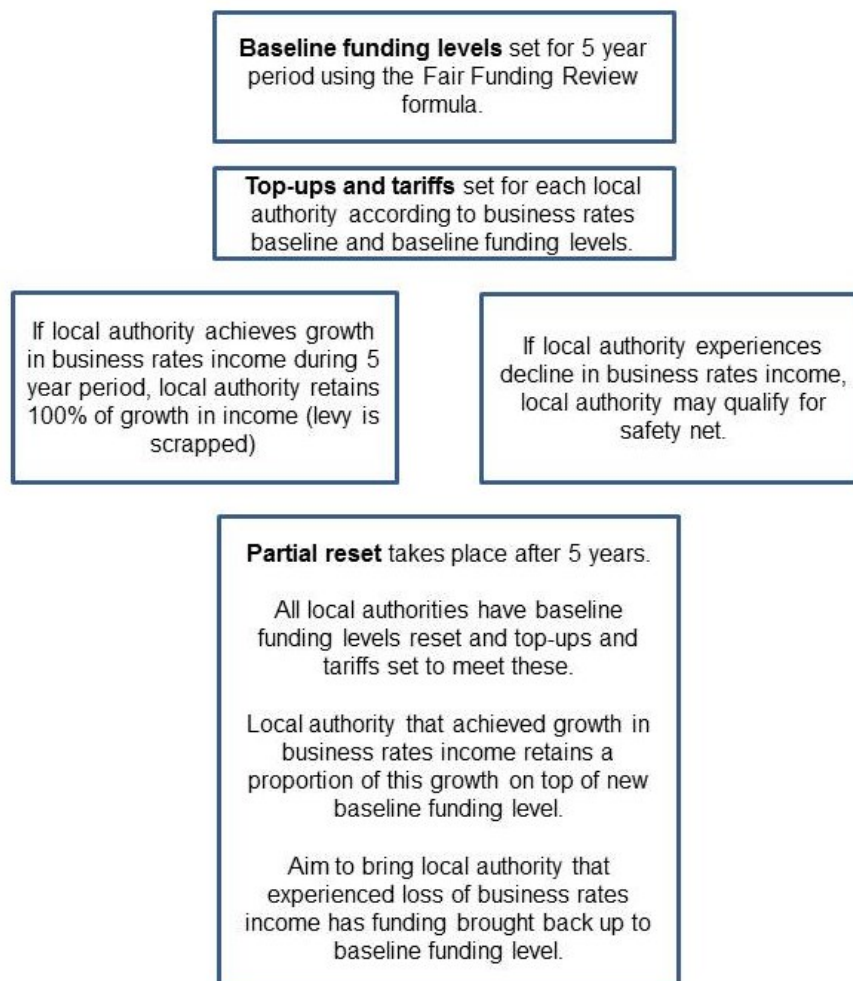 Baseline funding levels set for 5 year
period using the Fair Funding Review
formula.
Top-ups and tariffs set for each local
authority according to business rates
baseline and baseline funding levels.
If local authority achieves growth
in business rates income during 5
year period, local authority retains
100% of growth in income (levy is
scrapped)
If local authority experiences
decline in business rates income,
local authority may qualify for
safety net.
Partial reset takes place after 5 years.
All local authorities have baseline
funding levels reset and top-ups and
tariffs set to meet these.
Local authority that achieved growth in
business rates income retains a
proportion of this growth on top of new
baseline funding level.
Aim to bring local authority that
experienced loss of business rates
income has funding brought back up to
baseline funding level.